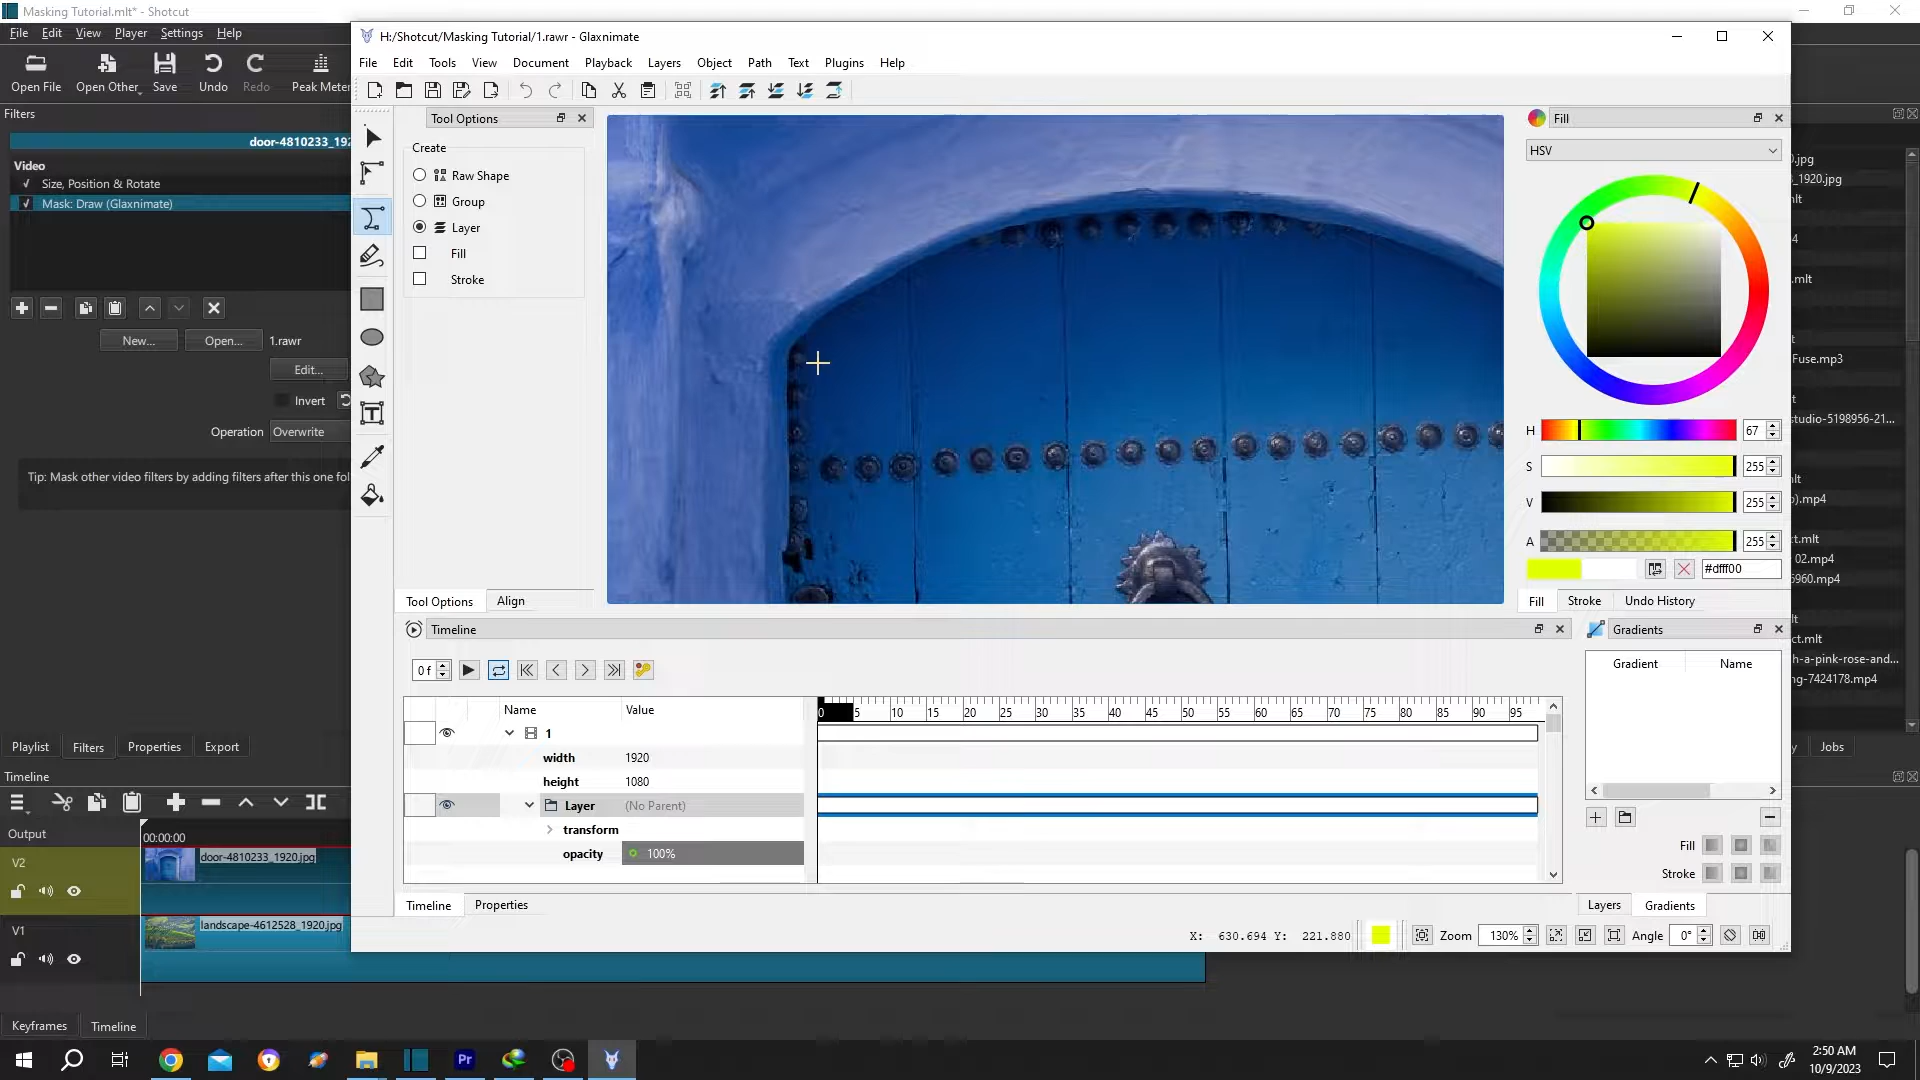 Masking Tutorial.mlt* - Shotcut
File Edit View Player Settings Help
Open File Open Other Save Undo Redo Peak Meter
Filters
door-4810233_192
Video
Size, Position & Rotate
Mask: Draw (Glaxnimate)
New... Open... 1.rawr
Edit...
Invert
Operation Overwrite
Tip: Mask other video filters by adding filters after this one fol
Playlist Filters Properties Export
H:/Shotcut/Masking Tutorial/1.rawr - Glaxnimate
File Edit Tools View Document Playback Layers Object Path Text Plugins Help
Tool Options
Create
Raw Shape
Group
Layer
Fill
Stroke
Tool Options Align
Fill
HSV
H 67
S 255
V 255
A 255
#dfff00
Fill Stroke Undo History
Timeline
0 f
Name Value
0 5 10 15 20 25 30 35 40 45 50 55 60 65 70 75 80 85 90 95
1
width 1920
height 1080
Layer (No Parent)
transform
opacity 100%
Timeline Properties
Gradients
Gradient Name
Fill
Stroke
Layers Gradients
X: 630.694 Y: 221.880
Zoom 130% Angle 0°
).jpg
3_1920.jpg
nlt
4
.mlt
t
Fuse.mp3
t
studio-5198956-21...
nlt
o).mp4
ct.mlt
02.mp4
6960.mp4
lt
ct.mlt
h-a-pink-rose-and...
ng-7424178.mp4
y Jobs
Timeline
Output
00:00:00
V2
door-4810233_1920.jpg
V1
landscape-4612528_1920.jpg
Keyframes Timeline
Pr
2:50 AM
10/9/2023